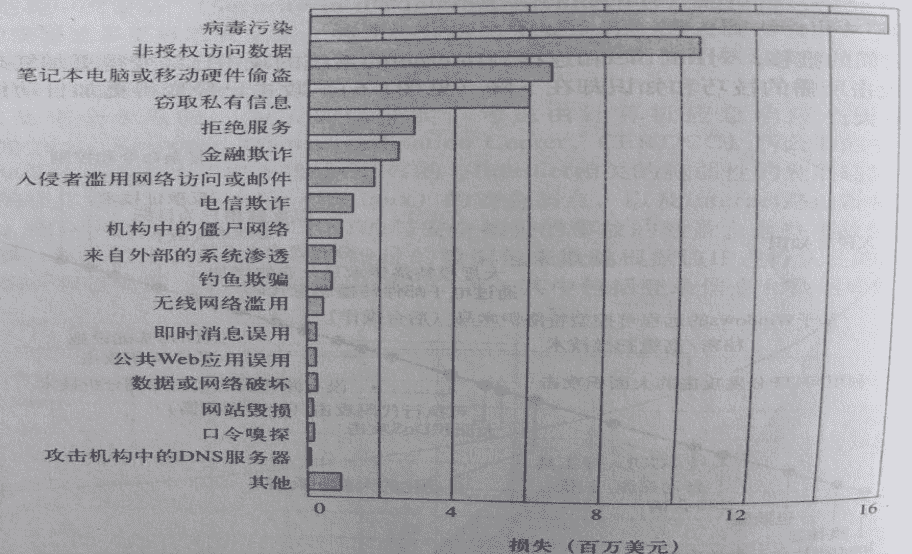 病毒污染
非授权访问数据
笔记本电脑或移动硬件偷盗
窃取私有信息
拒绝服务
金融欺诈
入侵者滥用网络访问或邮件
电信欺诈
机构中的僵尸网络
来自外部的系统渗透
钓鱼欺骗
无线网络滥用
即时消息误用
公共Web应用误用
数据或网络破坏
网站毁损
口令嗅探
攻击机构中的DNS服务器
其他
0 4 8 12 16
损失（百万美元）